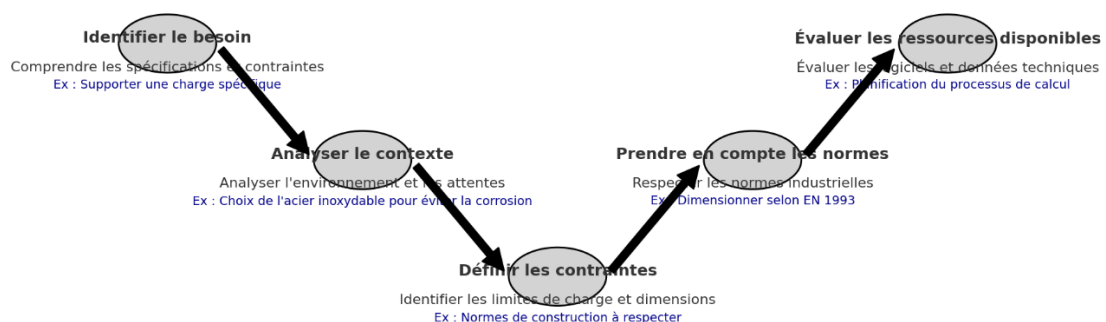 Identifier le besoin
Comprendre les spécifications et contraintes
Ex : Supporter une charge spécifique
Analyser le contexte
Analyser l'environnement et les attentes
Ex : Choix de l'acier inoxydable pour éviter la corrosion
Définir les contraintes
Identifier les limites de charge et dimensions
Ex : Normes de construction à respecter
Prendre en compte les normes
Respecter les normes industrielles
Ex : Dimensionner selon EN 1993
Évaluer les ressources disponibles
Évaluer les logiciels et données techniques
Ex : Planification du processus de calcul